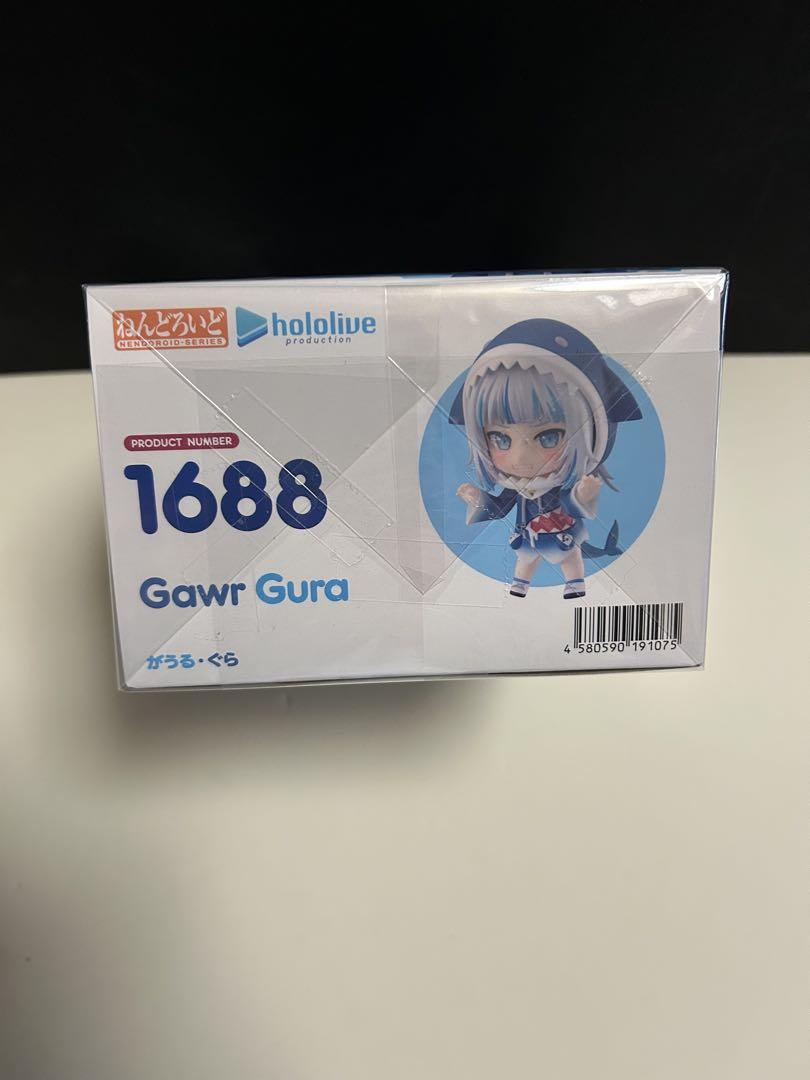 ねんどろいど
NENDOROID-SERIES
hololive
production
PRODUCT NUMBER
1688
Gawr Gura
がうる・ぐら
4 580590 191075